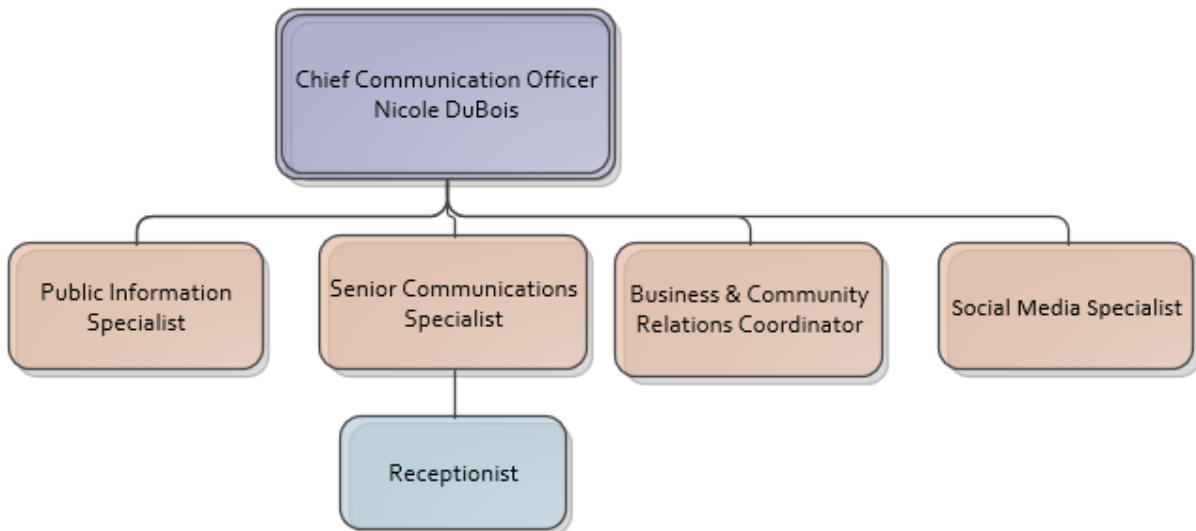 Chief Communication Officer
Nicole DuBois
Public Information
Specialist
Senior Communications
Specialist
Business & Community
Relations Coordinator
Social Media Specialist
Receptionist